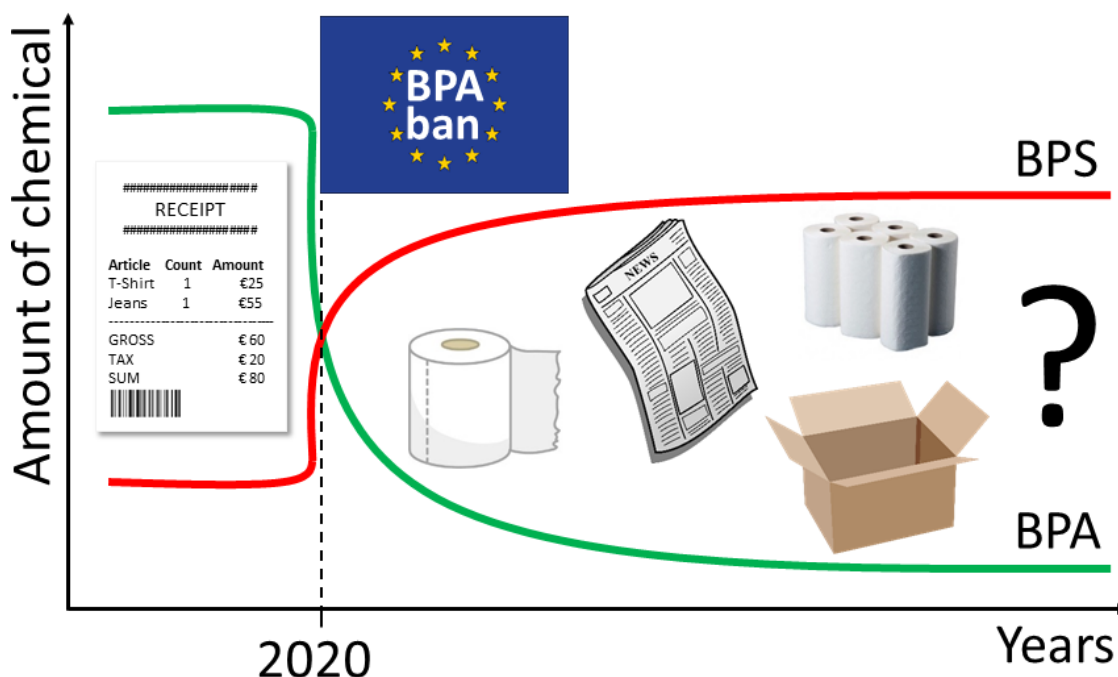 Amount of chemical
BPA
ban
BPS
####################
RECEIPT
####################
Article Count Amount
T-Shirt 1 €25
Jeans 1 €55
--------------------------------
GROSS € 60
TAX € 20
SUM € 80
NEWS
?
BPA
2020
Years